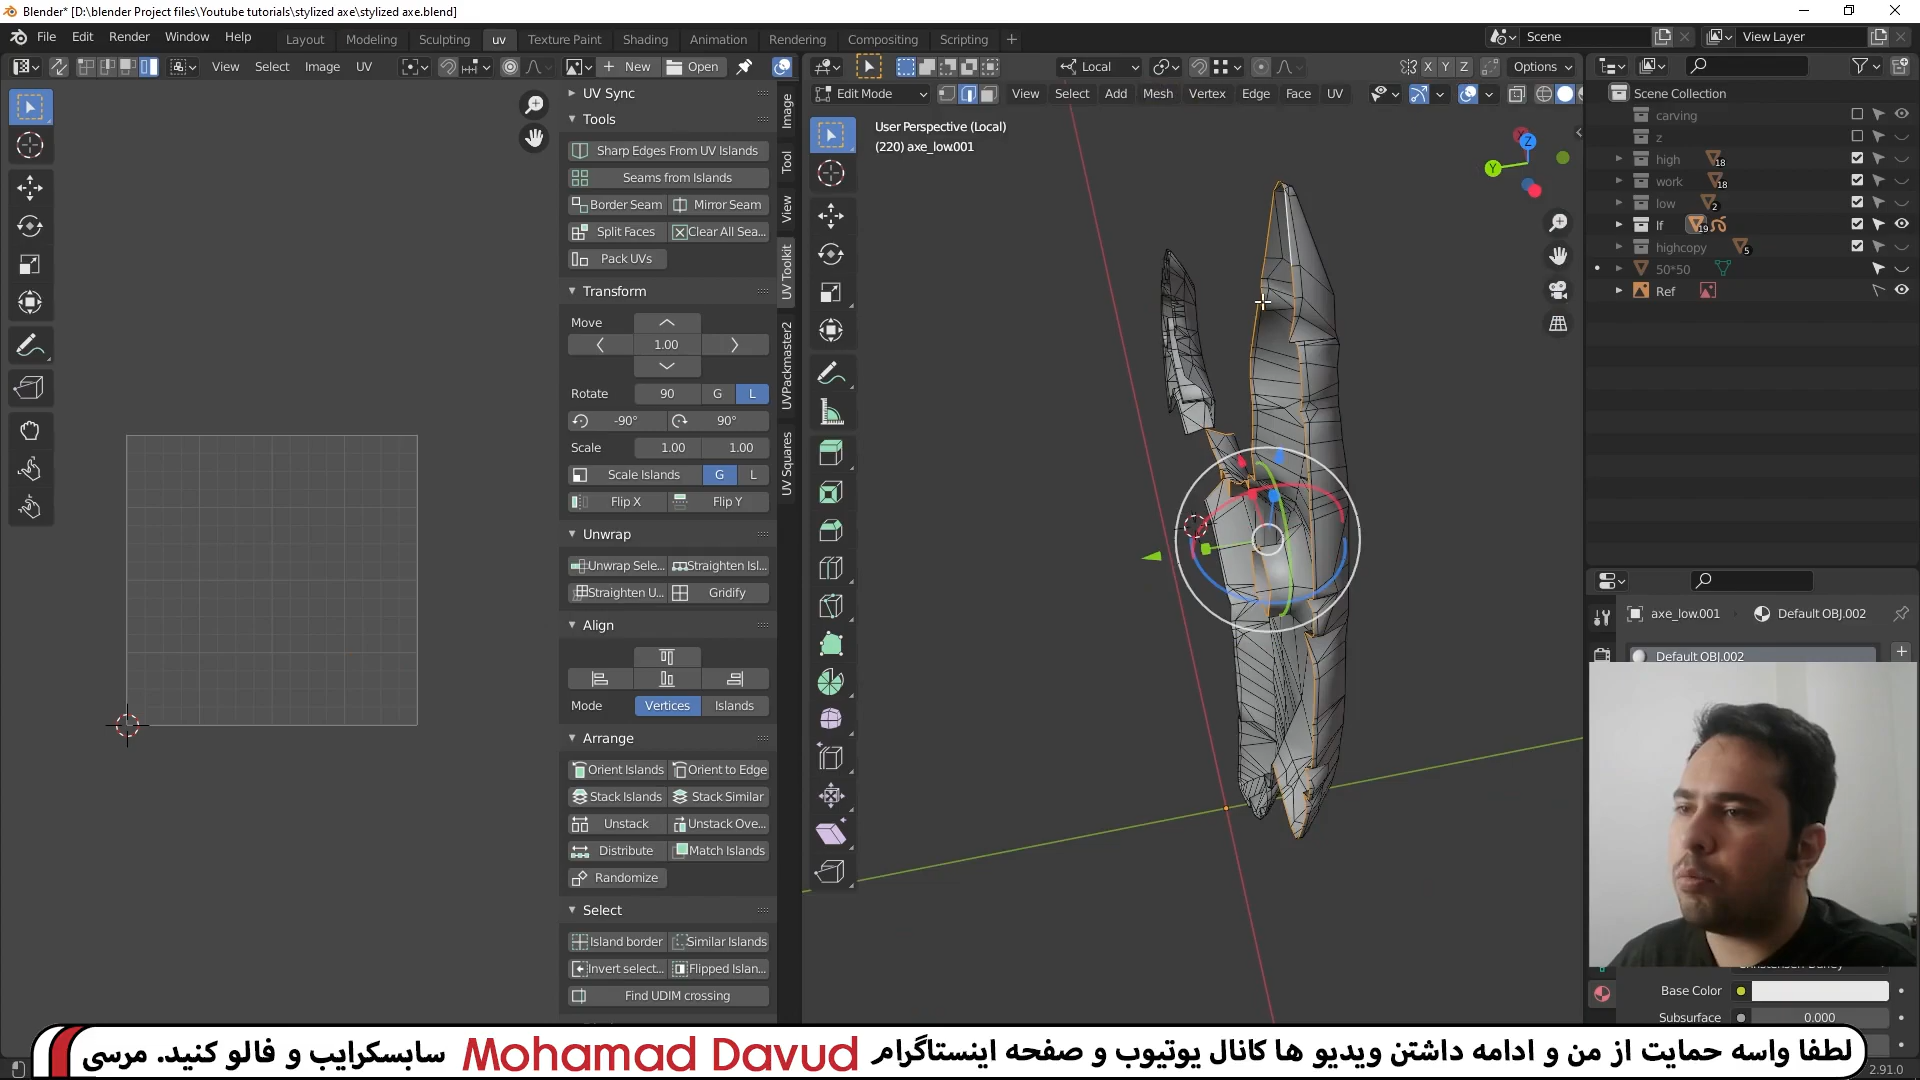 Blender* [D:\blender Project files\Youtube tutorials\stylized axe\stylized axe.blend]
File Edit Render Window Help
Layout Modeling Sculpting uv Texture Paint Shading Animation Rendering Compositing Scripting
Scene View Layer
View Select Image UV New Open
Local X Y Z Options
Edit Mode View Select Add Mesh Vertex Edge Face UV
UV Sync
Tools
Sharp Edges From UV Islands
Seams from Islands
Border Seam Mirror Seam
Split Faces Clear All Sea...
Pack UVs
Transform
Move
1.00
Rotate 90 G L
-90° 90°
Scale 1.00 1.00
Scale Islands G L
Flip X Flip Y
Unwrap
Unwrap Sele... Straighten Isl...
Straighten U... Gridify
Align
Mode Vertices Islands
Arrange
Orient Islands Orient to Edge
Stack Islands Stack Similar
Unstack Unstack Ove...
Distribute Match Islands
Randomize
Select
Island border Similar Islands
Invert select... Flipped Islan...
Find UDIM crossing
Image
Tool
View
UV Toolkit
UVPackmaster2
UV Squares
User Perspective (Local)
(220) axe_low.001
Z
Y
Scene Collection
carving
z
high 18
work 18
low 2
lf 19
highcopy 5
50*50
Ref
axe_low.001 Default OBJ.002
Default OBJ.002
Base Color
Subsurface 0.000
لطفا واسه حمایت از من و ادامه داشتن ویدیو ها کانال یوتیوب و صفحه اینستاگرام Mohamad Davud سابسکرایب و فالو کنید. مرسی
2.91.0